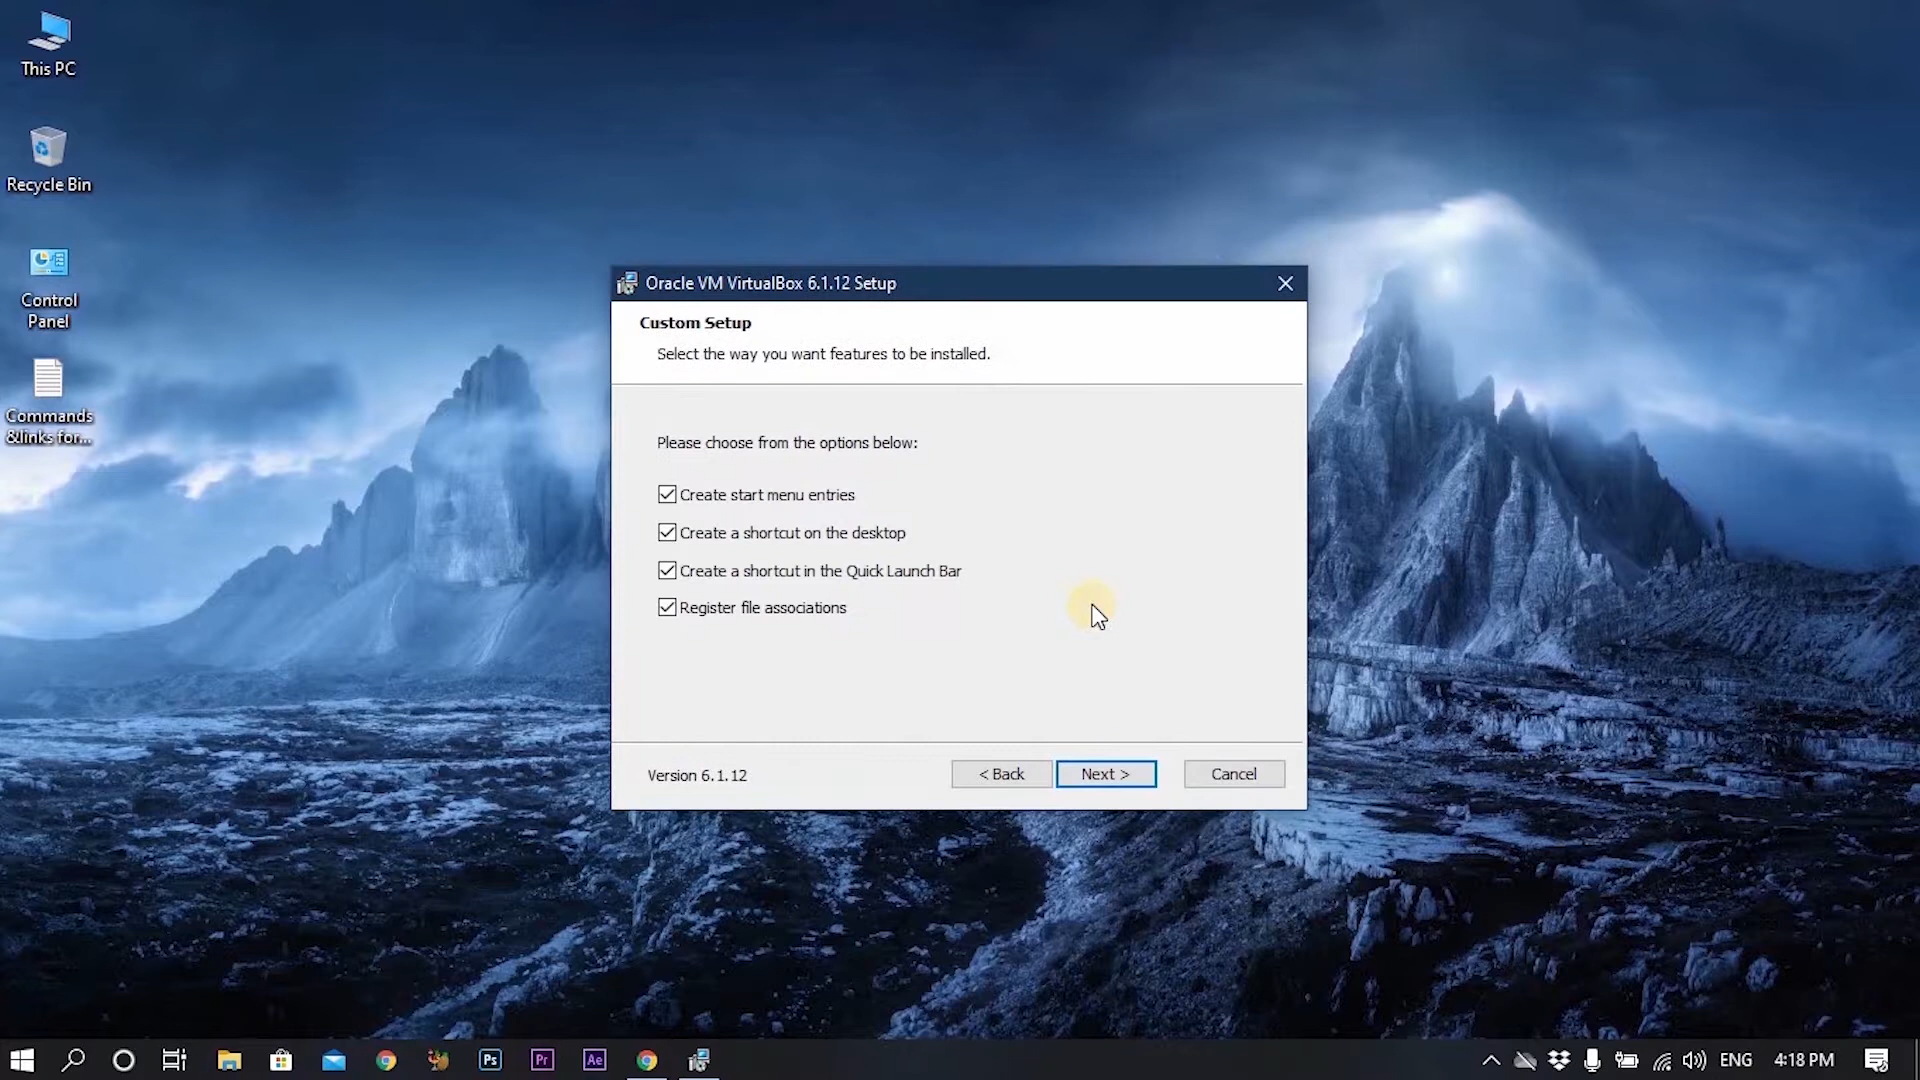 This PC
Recycle Bin
Control
Panel
Commands
&links for...
Oracle VM VirtualBox 6.1.12 Setup
Custom Setup
Select the way you want features to be installed.
Please choose from the options below:
Create start menu entries
Create a shortcut on the desktop
Create a shortcut in the Quick Launch Bar
Register file associations
Version 6.1.12
< Back
Next >
Cancel
Ps
Pr
Ae
ENG
4:18 PM